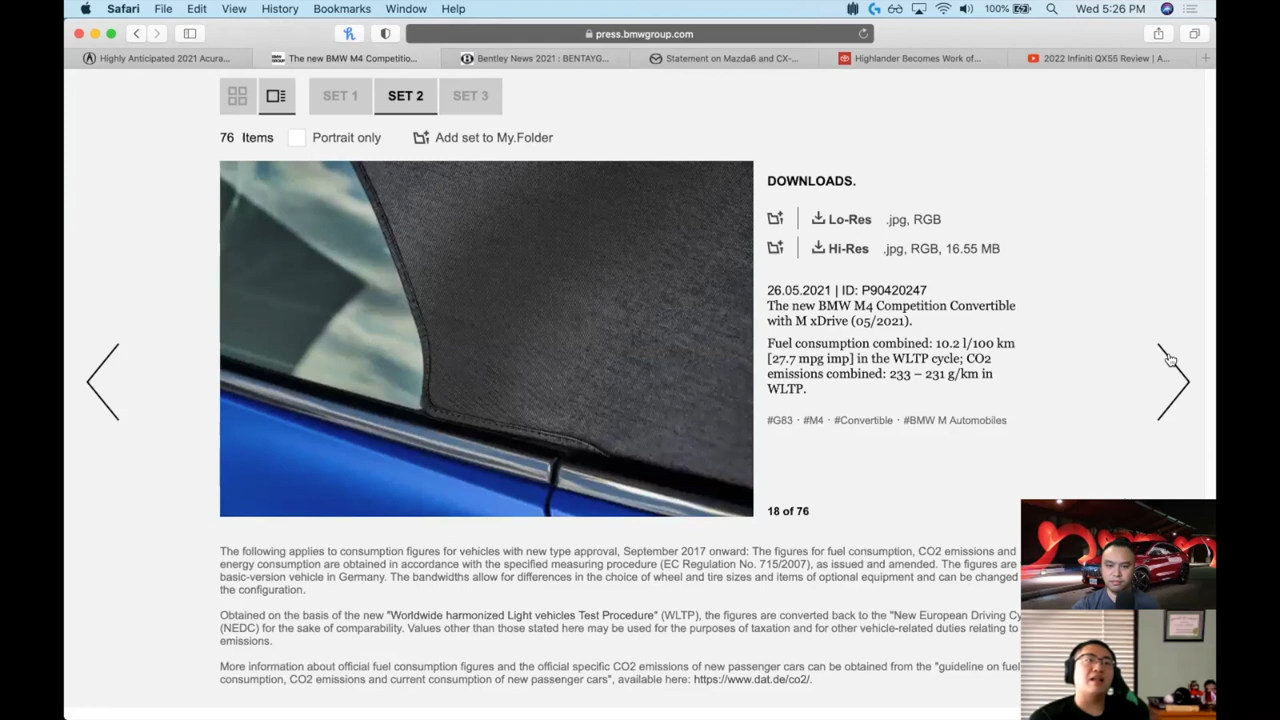 Safari File Edit View History Bookmarks Window Help 100% Wed 5:26 PM
press.bmwgroup.com
Highly Anticipated 2021 Acura... The new BMW M4 Competitio... Bentley News 2021 : BENTAYG... Statement on Mazda6 and CX-... Highlander Becomes Work of... 2022 Infiniti QX55 Review | A...
SET 1 SET 2 SET 3
76 Items Portrait only Add set to My.Folder
DOWNLOADS.
Lo-Res .jpg, RGB
Hi-Res .jpg, RGB, 16.55 MB
26.05.2021 | ID: P90420247
The new BMW M4 Competition Convertible
with M xDrive (05/2021).
Fuel consumption combined: 10.2 l/100 km
[27.7 mpg imp] in the WLTP cycle; CO2
emissions combined: 233 – 231 g/km in
WLTP.
#G83 · #M4 · #Convertible · #BMW M Automobiles
18 of 76
The following applies to consumption figures for vehicles with new type approval, September 2017 onward: The figures for fuel consumption, CO2 emissions and
energy consumption are obtained in accordance with the specified measuring procedure (EC Regulation No. 715/2007), as issued and amended. The figures are
basic-version vehicle in Germany. The bandwidths allow for differences in the choice of wheel and tire sizes and items of optional equipment and can be changed
the configuration.
Obtained on the basis of the new "Worldwide harmonized Light vehicles Test Procedure" (WLTP), the figures are converted back to the "New European Driving Cy
(NEDC) for the sake of comparability. Values other than those stated here may be used for the purposes of taxation and for other vehicle-related duties relating to
emissions.
More information about official fuel consumption figures and the official specific CO2 emissions of new passenger cars can be obtained from the "guideline on fuel
consumption, CO2 emissions and current consumption of new passenger cars", available here: https://www.dat.de/co2/.